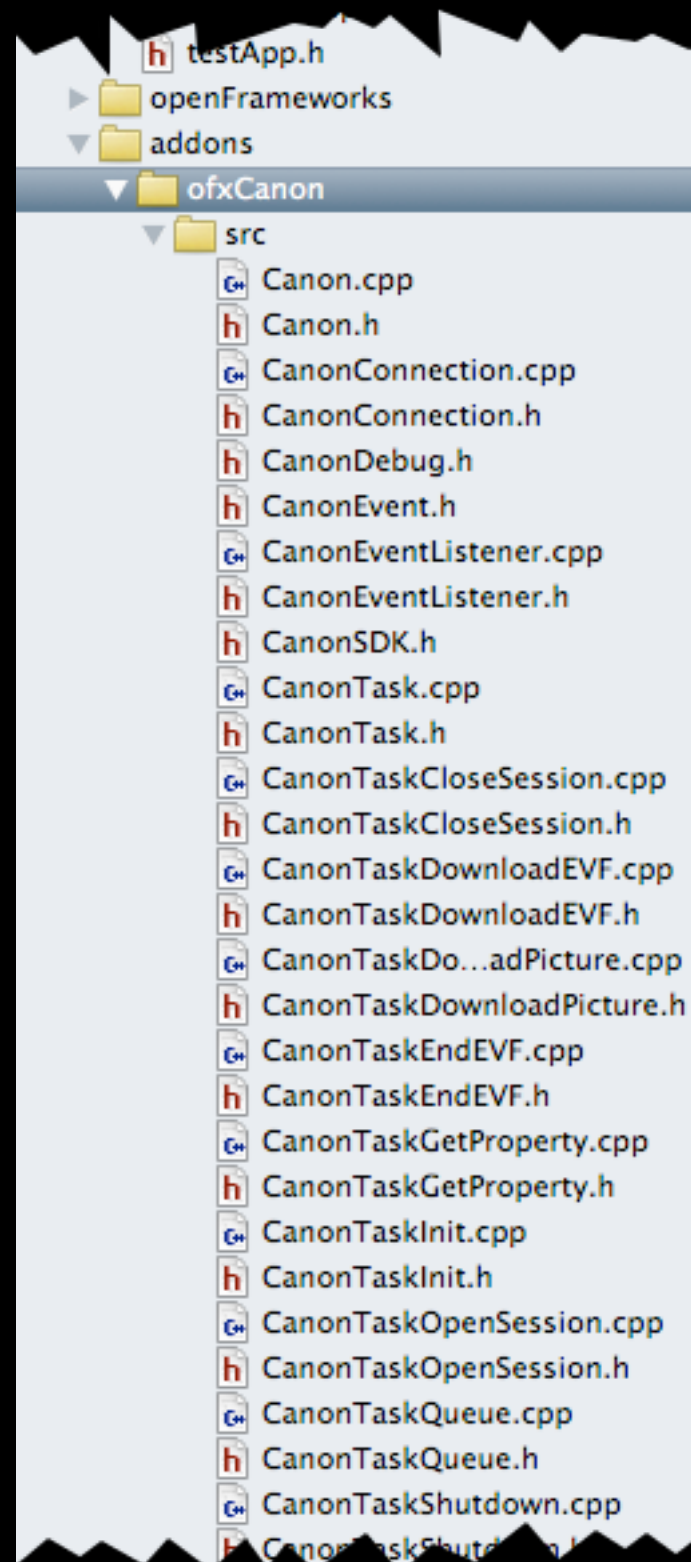 testApp.h
openFrameworks
addons
ofxCanon
src
Canon.cpp
Canon.h
CanonConnection.cpp
CanonConnection.h
CanonDebug.h
CanonEvent.h
CanonEventListener.cpp
CanonEventListener.h
CanonSDK.h
CanonTask.cpp
CanonTask.h
CanonTaskCloseSession.cpp
CanonTaskCloseSession.h
CanonTaskDownloadEVF.cpp
CanonTaskDownloadEVF.h
CanonTaskDo...adPicture.cpp
CanonTaskDownloadPicture.h
CanonTaskEndEVF.cpp
CanonTaskEndEVF.h
CanonTaskGetProperty.cpp
CanonTaskGetProperty.h
CanonTaskInit.cpp
CanonTaskInit.h
CanonTaskOpenSession.cpp
CanonTaskOpenSession.h
CanonTaskQueue.cpp
CanonTaskQueue.h
CanonTaskShutdown.cpp